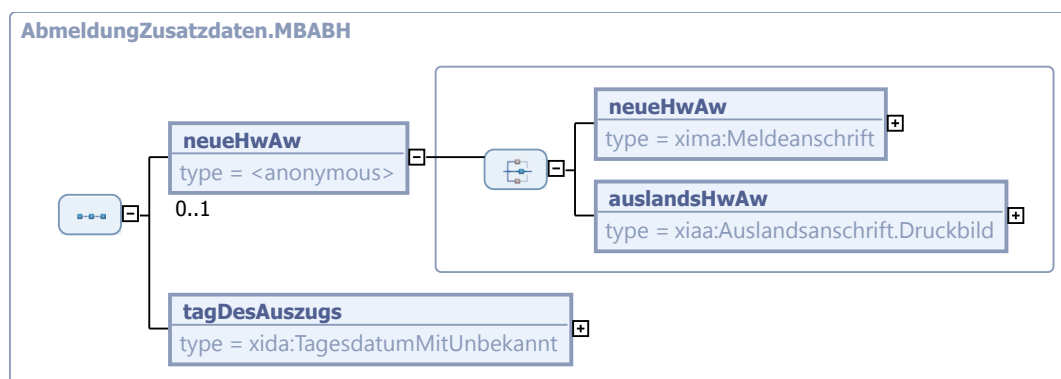 AbmeldungZusatzdaten.MBABH
neueHwAw
type = <anonymous>
0..1
neueHwAw
type = xima:Meldeanschrift
auslandsHwAw
type = xiaa:Auslandsanschrift.Druckbild
tagDesAuszugs
type = xida:TagesdatumMitUnbekannt